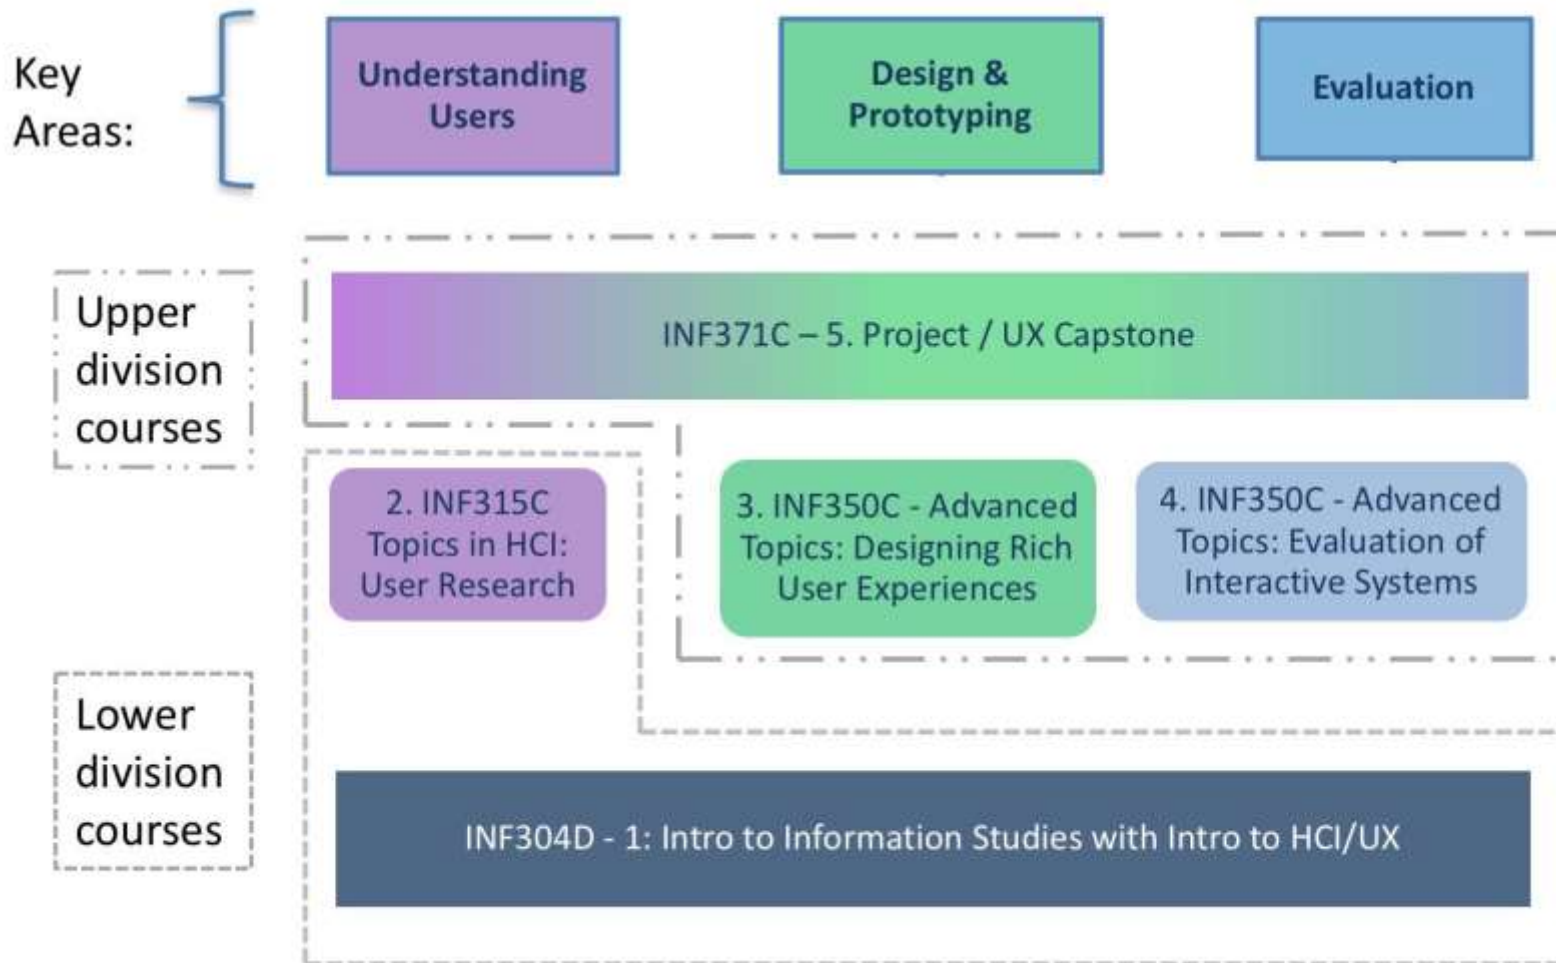 Key
Areas:
Understanding
Users
Design &
Prototyping
Evaluation
Upper
division
courses
INF371C – 5. Project / UX Capstone
2. INF315C
Topics in HCI:
User Research
3. INF350C - Advanced
Topics: Designing Rich
User Experiences
4. INF350C - Advanced
Topics: Evaluation of
Interactive Systems
Lower
division
courses
INF304D - 1: Intro to Information Studies with Intro to HCI/UX